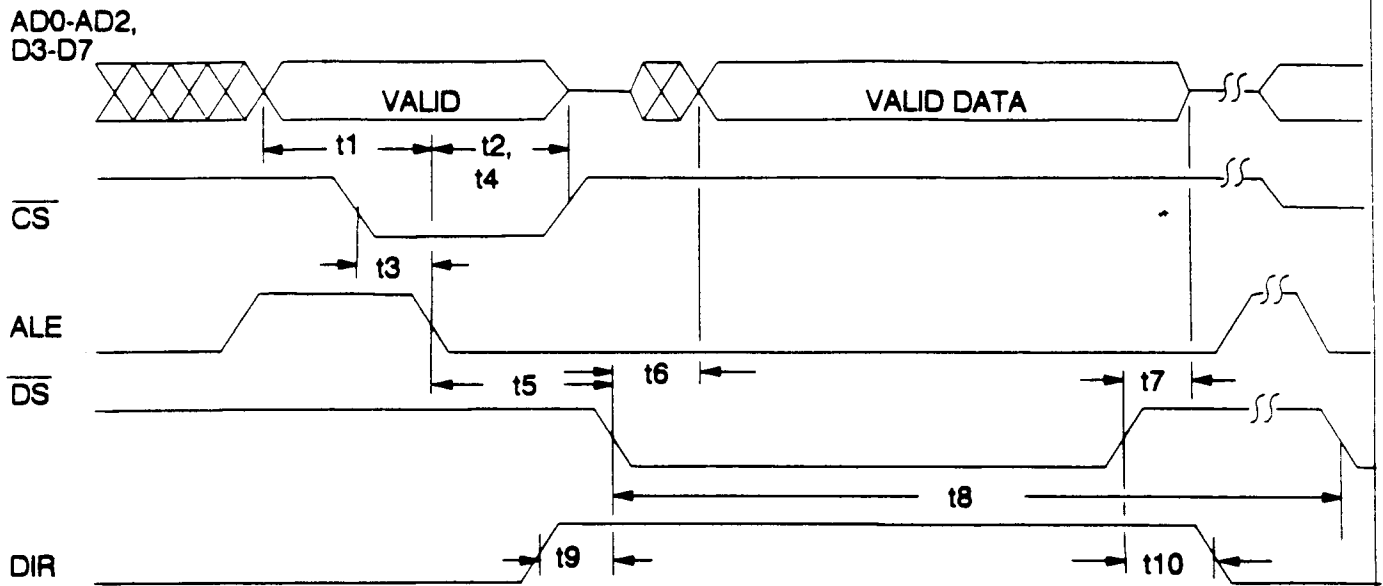 AD0-AD2,
D3-D7
VALID
VALID DATA
t1
t2,
t4
CS
t3
ALE
t5
t6
t7
DS
t8
t9
t10
DIR